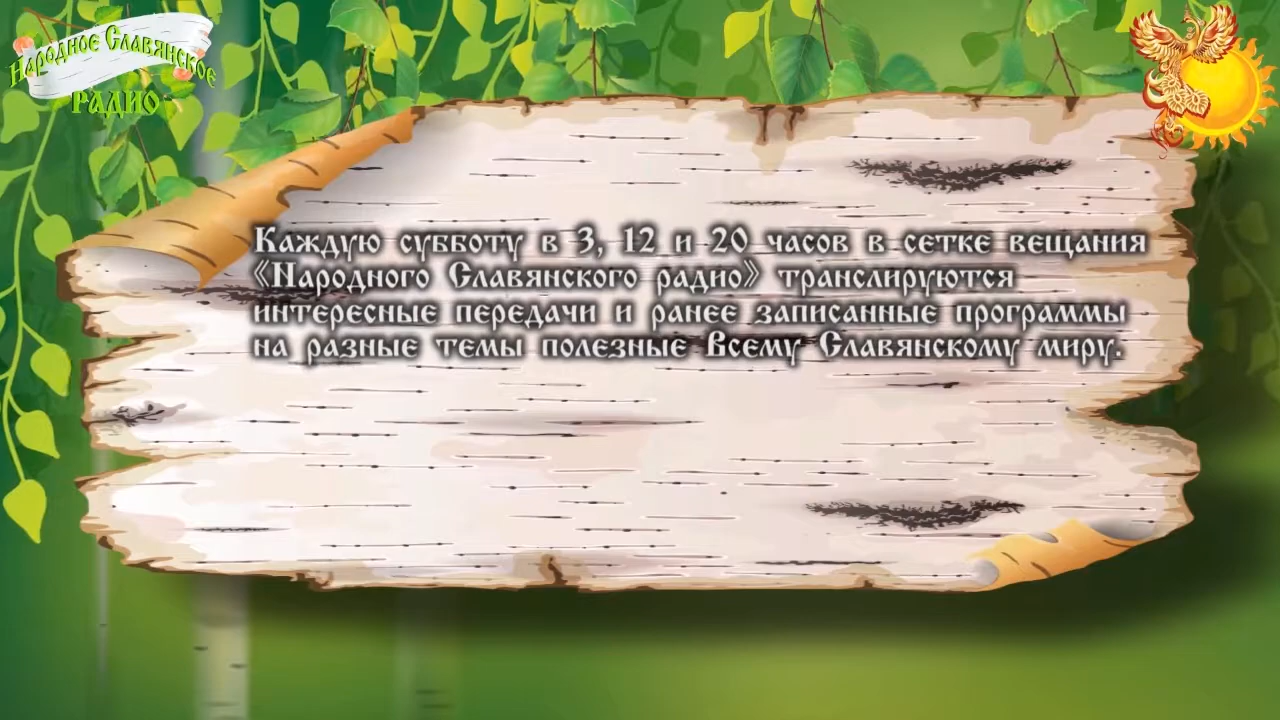 Народное Славянское
Радио
Каждую субботу в 3, 12 и 20 часов в сетке вещания
«Народного Славянского радио» транслируются
интересные передачи и ранее записанные программы
на разные темы полезные Всему Славянскому миру.